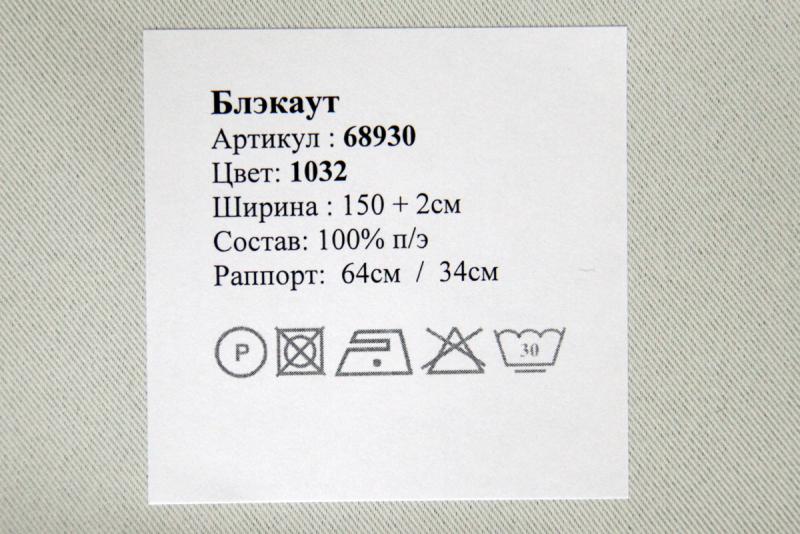 Блэкаут
Артикул : 68930
Цвет: 1032
Ширина : 150 + 2см
Состав: 100% п/э
Раппорт: 64см / 34см
P
30